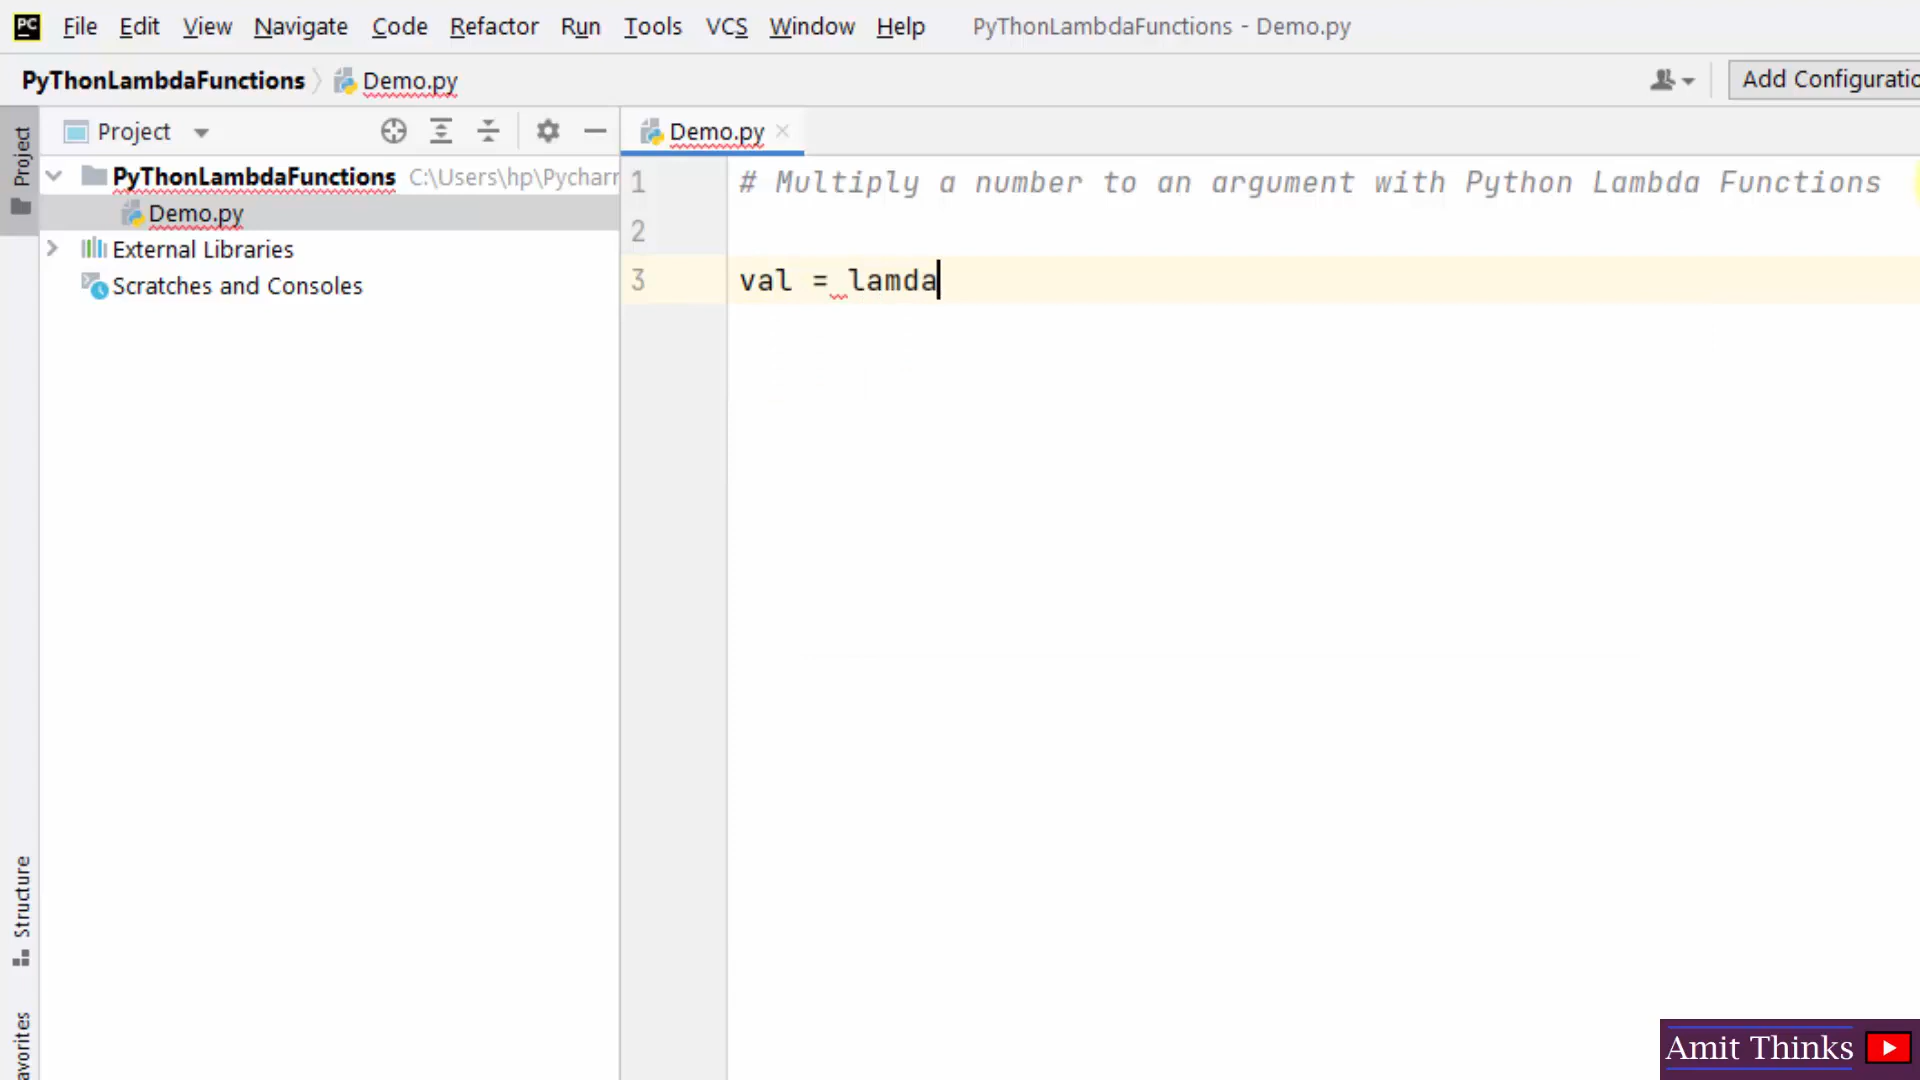 PC File Edit View Navigate Code Refactor Run Tools VCS Window Help PyThonLambdaFunctions - Demo.py
PyThonLambdaFunctions Demo.py Add Configuratio
Project Project Demo.py
PyThonLambdaFunctions C:\Users\hp\Pychar
Demo.py
External Libraries
Scratches and Consoles
1 # Multiply a number to an argument with Python Lambda Functions
2
3 val = lamda
Structure
avorites
Amit Thinks